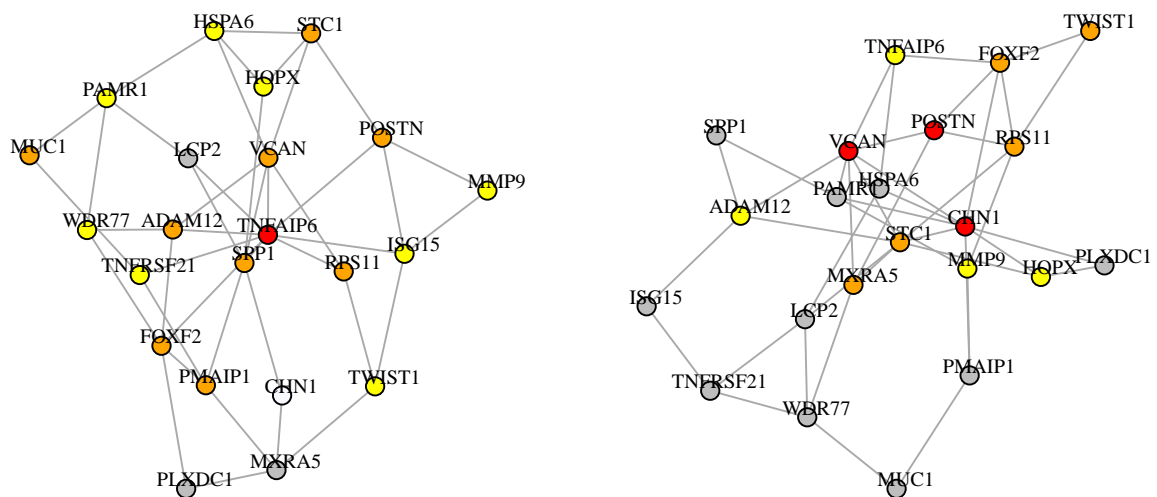 HSPA6
STC1
HOPX
PAMR1
POSTN
MUC1
LCP2
VCAN
MMP9
WDR77
ADAM12
TNFAIP6
ISG15
SPP1
TNFRSF21
RPS11
FOXF2
PMAIP1
CHN1
TWIST1
MXRA5
PLXDC1
TWIST1
TNFAIP6
FOXF2
POSTN
SPP1
VCAN
RPS11
HSPA6
PAMR1
ADAM12
CHN1
STC1
MMP9
PLXDC1
HOPX
MXRA5
ISG15
LCP2
PMAIP1
TNFRSF21
WDR77
MUC1